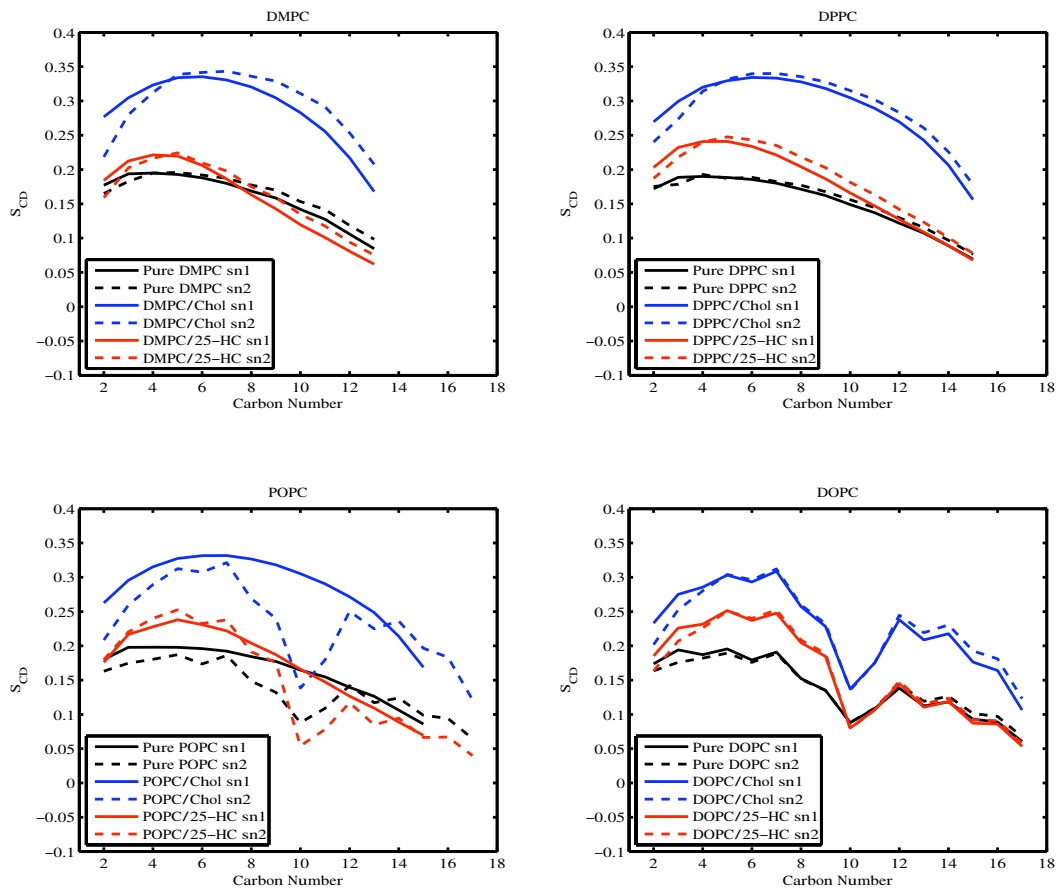 DMPC
0.4
0.35
0.3
0.25
0.2
0.15
0.1
0.05
0
−0.05
−0.1
S_CD
Pure DMPC sn1
Pure DMPC sn2
DMPC/Chol sn1
DMPC/Chol sn2
DMPC/25−HC sn1
DMPC/25−HC sn2
2 4 6 8 10 12 14 16 18
Carbon Number
DPPC
0.4
0.35
0.3
0.25
0.2
0.15
0.1
0.05
0
−0.05
−0.1
S_CD
Pure DPPC sn1
Pure DPPC sn2
DPPC/Chol sn1
DPPC/Chol sn2
DPPC/25−HC sn1
DPPC/25−HC sn2
2 4 6 8 10 12 14 16 18
Carbon Number
POPC
0.4
0.35
0.3
0.25
0.2
0.15
0.1
0.05
0
−0.05
−0.1
S_CD
Pure POPC sn1
Pure POPC sn2
POPC/Chol sn1
POPC/Chol sn2
POPC/25−HC sn1
POPC/25−HC sn2
2 4 6 8 10 12 14 16 18
Carbon Number
DOPC
0.4
0.35
0.3
0.25
0.2
0.15
0.1
0.05
0
−0.05
−0.1
S_CD
Pure DOPC sn1
Pure DOPC sn2
DOPC/Chol sn1
DOPC/Chol sn2
DOPC/25−HC sn1
DOPC/25−HC sn2
2 4 6 8 10 12 14 16 18
Carbon Number